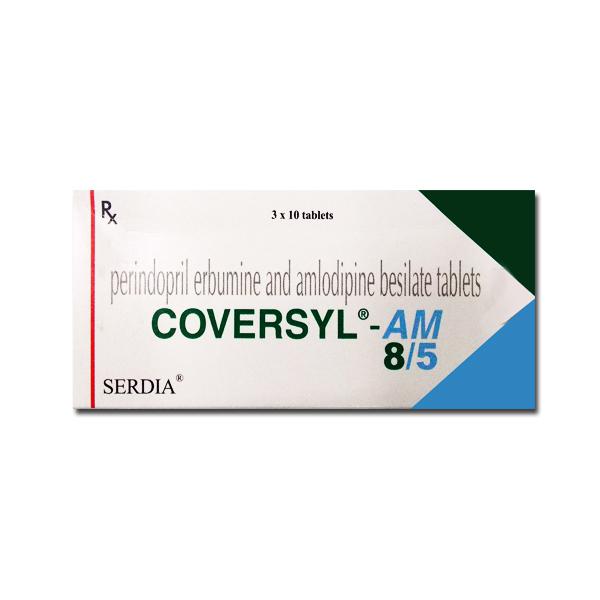 Rx
3 x 10 tablets
perindopril erbumine and amlodipine besilate tablets
COVERSYL®-AM
8/5
SERDIA®